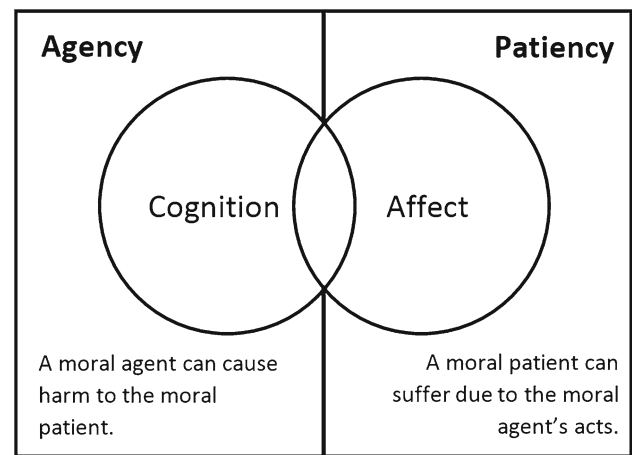 Agency
Patiency
Cognition
Affect
A moral agent can cause
harm to the moral
patient.
A moral patient can
suffer due to the moral
agent’s acts.